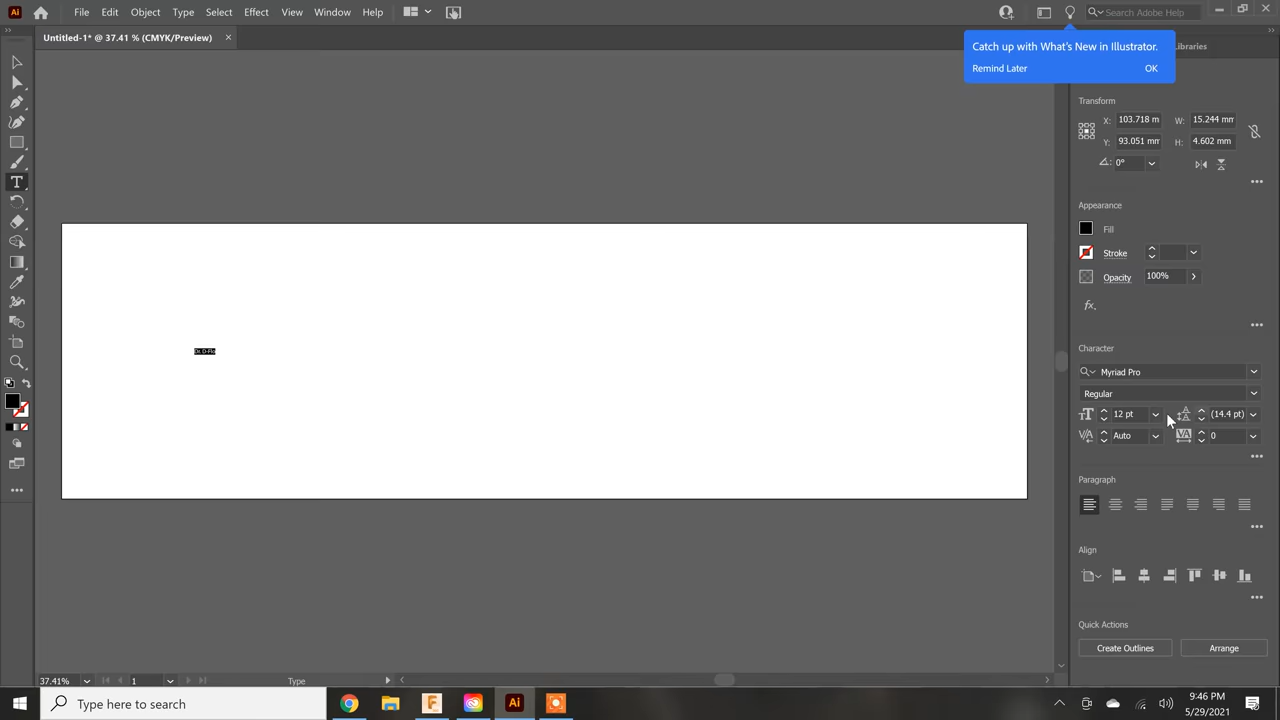 Ai File Edit Object Type Select Effect View Window Help Search Adobe Help
Untitled-1* @ 37.41 % (CMYK/Preview) ×
Catch up with What's New in Illustrator.
Remind Later OK
Libraries
Transform
X: 103.718 m W: 15.244 mm
Y: 93.051 mm H: 4.602 mm
0°
Appearance
Fill
Stroke
Opacity 100%
fx.
Character
Myriad Pro
Regular
12 pt (14.4 pt)
Auto 0
Paragraph
Align
Quick Actions
Create Outlines Arrange
Dr. D-Flo
37.41% 1 Type
Type here to search
Ai
9:46 PM
5/29/2021